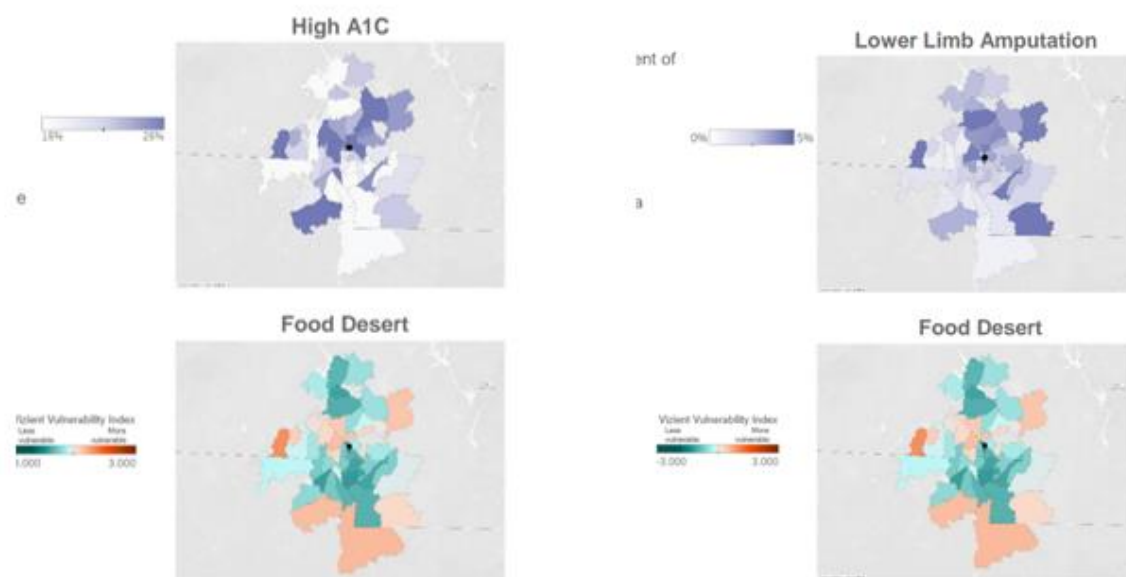 High A1C
Lower Limb Amputation
ent of
16% 26%
0% 5%
e
a
Food Desert
Food Desert
Vizient Vulnerability Index
Less More
vulnerable vulnerable
3.000
Vizient Vulnerability Index
Less More
vulnerable vulnerable
-3.000 3.000